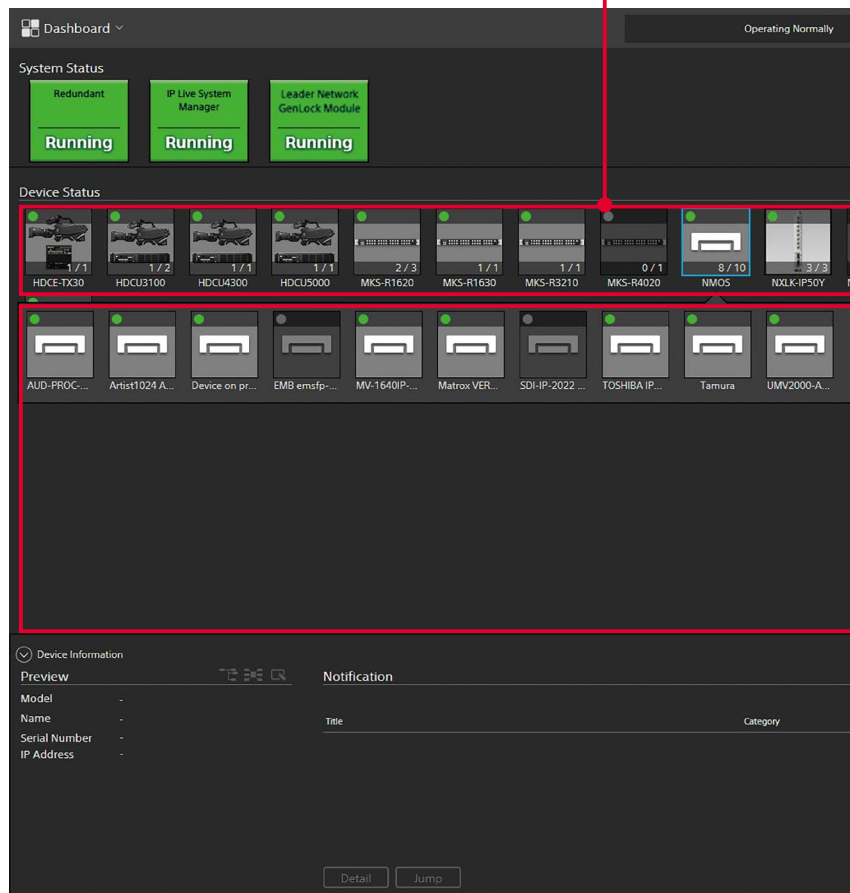 Dashboard
Operating Normally
System Status
Redundant
Running
IP Live System
Manager
Running
Leader Network
GenLock Module
Running
Device Status
1 / 1
1 / 2
1 / 1
1 / 1
2 / 3
1 / 1
1 / 1
0 / 1
8 / 10
3 / 3
HDCE-TX30
HDCU3100
HDCU4300
HDCU5000
MKS-R1620
MKS-R1630
MKS-R3210
MKS-R4020
NMOS
NXLK-IP50Y
AUD-PROC-...
Artist1024 A...
Device on pr...
EMB emsfp-...
MV-1640IP-...
Matrox VER...
SDI-IP-2022 ...
TOSHIBA IP...
Tamura
UMV2000-A...
Device Information
Preview
Notification
Model -
Name -
Title
Category
Serial Number -
IP Address -
Detail
Jump